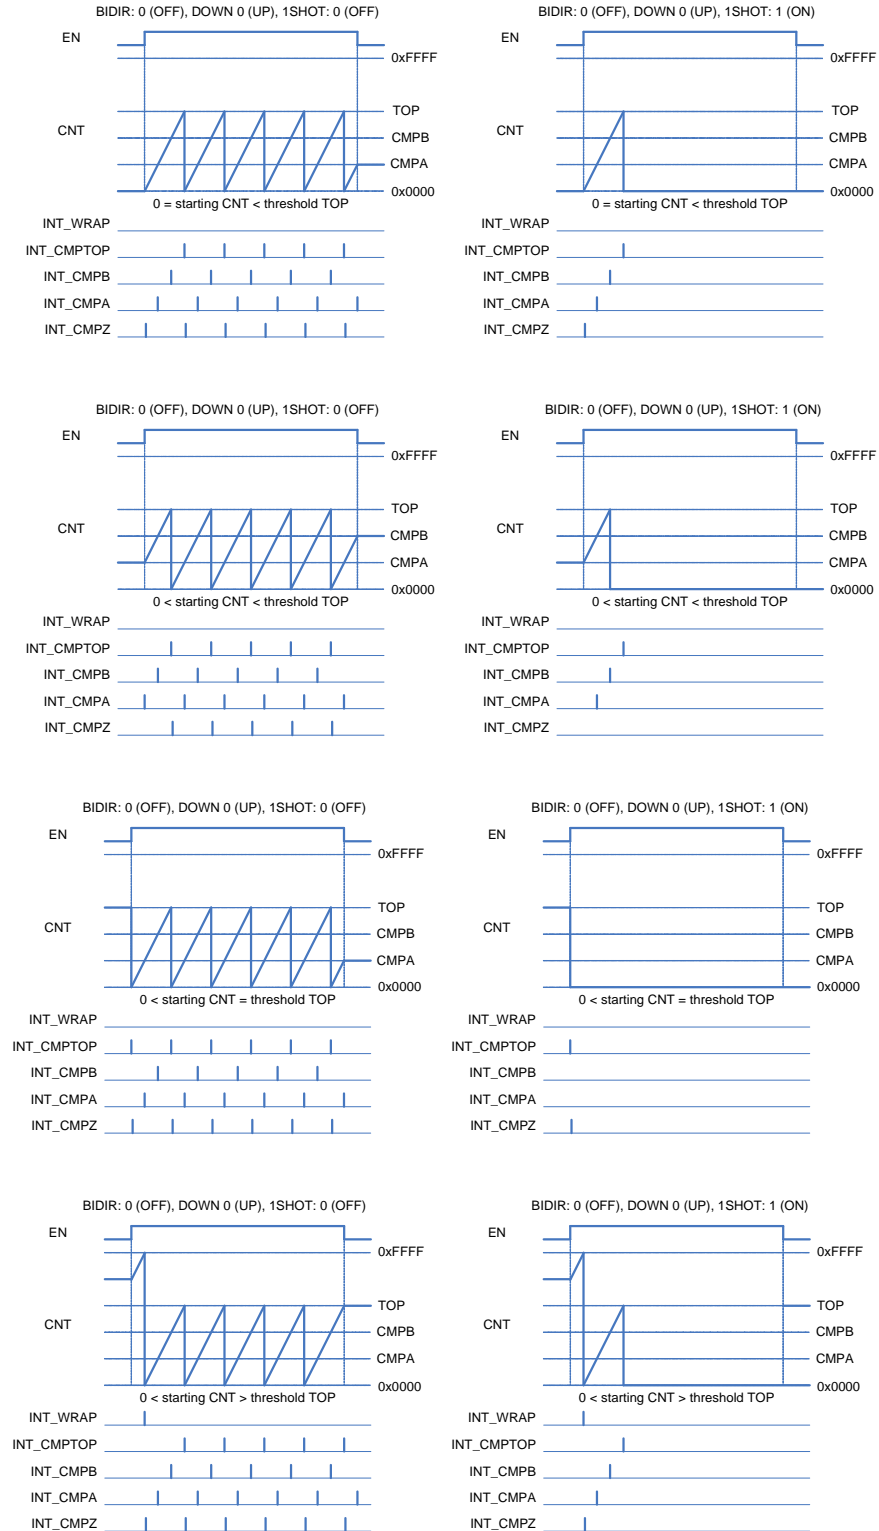 BIDIR: 0 (OFF), DOWN 0 (UP), 1SHOT: 0 (OFF)
EN
0xFFFF
TOP
CMPB
CNT
CMPA
0x0000
0 = starting CNT < threshold TOP
INT_WRAP
INT_CMPTOP
INT_CMPB
INT_CMPA
INT_CMPZ
BIDIR: 0 (OFF), DOWN 0 (UP), 1SHOT: 1 (ON)
EN
0xFFFF
TOP
CMPB
CNT
CMPA
0x0000
0 = starting CNT < threshold TOP
INT_WRAP
INT_CMPTOP
INT_CMPB
INT_CMPA
INT_CMPZ
BIDIR: 0 (OFF), DOWN 0 (UP), 1SHOT: 0 (OFF)
EN
0xFFFF
TOP
CMPB
CNT
CMPA
0x0000
0 < starting CNT < threshold TOP
INT_WRAP
INT_CMPTOP
INT_CMPB
INT_CMPA
INT_CMPZ
BIDIR: 0 (OFF), DOWN 0 (UP), 1SHOT: 1 (ON)
EN
0xFFFF
TOP
CMPB
CNT
CMPA
0x0000
0 < starting CNT < threshold TOP
INT_WRAP
INT_CMPTOP
INT_CMPB
INT_CMPA
INT_CMPZ
BIDIR: 0 (OFF), DOWN 0 (UP), 1SHOT: 0 (OFF)
EN
0xFFFF
TOP
CNT
CMPB
CMPA
0x0000
0 < starting CNT = threshold TOP
INT_WRAP
INT_CMPTOP
INT_CMPB
INT_CMPA
INT_CMPZ
BIDIR: 0 (OFF), DOWN 0 (UP), 1SHOT: 1 (ON)
EN
0xFFFF
TOP
CNT
CMPB
CMPA
0x0000
0 < starting CNT = threshold TOP
INT_WRAP
INT_CMPTOP
INT_CMPB
INT_CMPA
INT_CMPZ
BIDIR: 0 (OFF), DOWN 0 (UP), 1SHOT: 0 (OFF)
EN
0xFFFF
TOP
CNT
CMPB
CMPA
0x0000
0 < starting CNT > threshold TOP
INT_WRAP
INT_CMPTOP
INT_CMPB
INT_CMPA
INT_CMPZ
BIDIR: 0 (OFF), DOWN 0 (UP), 1SHOT: 1 (ON)
EN
0xFFFF
TOP
CNT
CMPB
CMPA
0x0000
0 < starting CNT > threshold TOP
INT_WRAP
INT_CMPTOP
INT_CMPB
INT_CMPA
INT_CMPZ